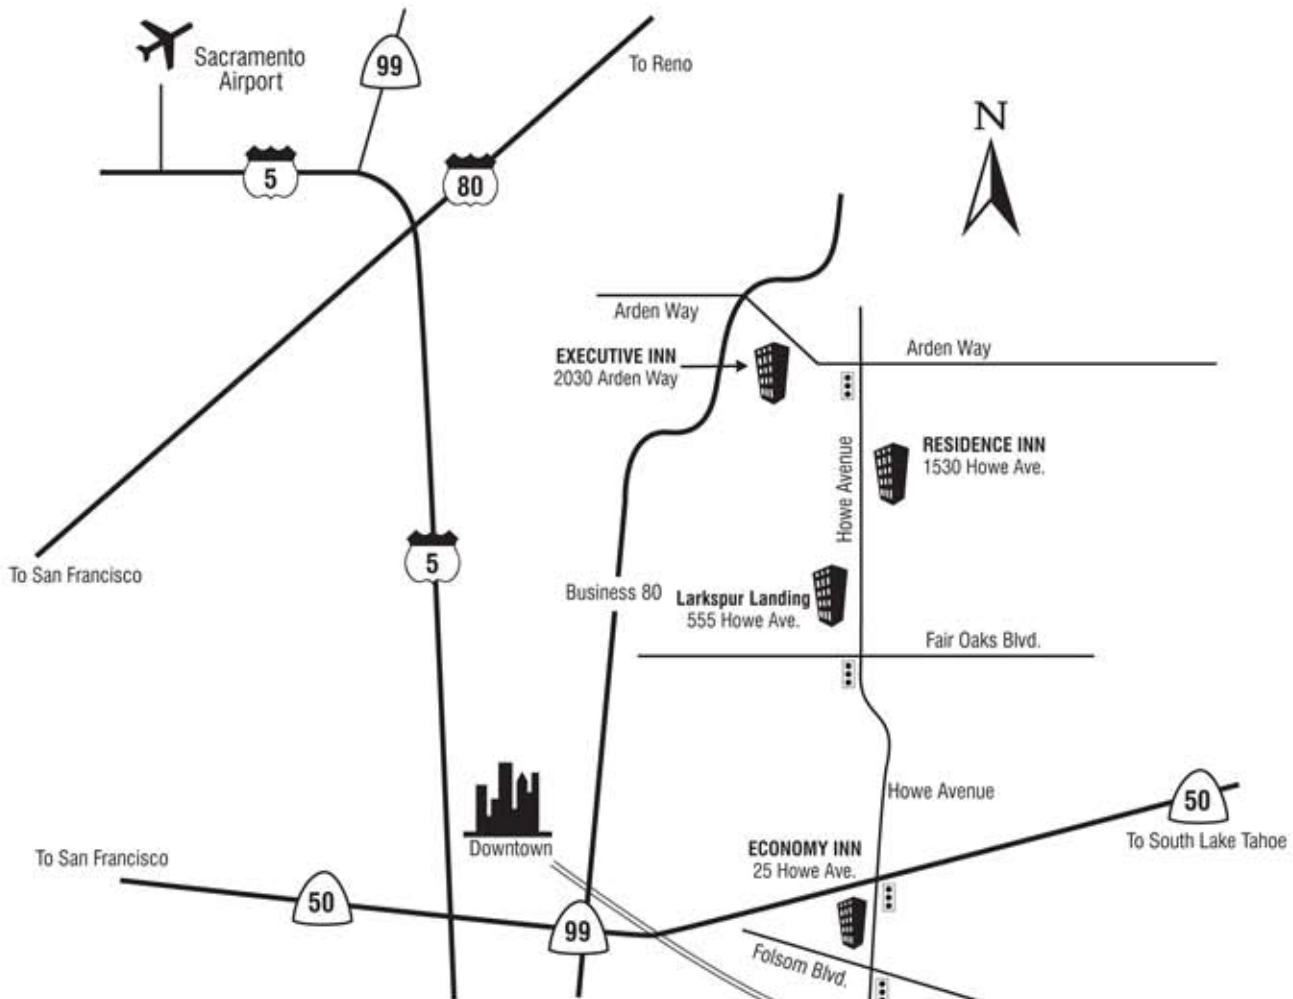 Sacramento
Airport
99
To Reno
N
5
80
Arden Way
EXECUTIVE INN
2030 Arden Way
Arden Way
Howe Avenue
RESIDENCE INN
1530 Howe Ave.
5
To San Francisco
Business 80
Larkspur Landing
555 Howe Ave.
Fair Oaks Blvd.
Howe Avenue
50
To South Lake Tahoe
Downtown
ECONOMY INN
25 Howe Ave.
To San Francisco
50
99
Folsom Blvd.